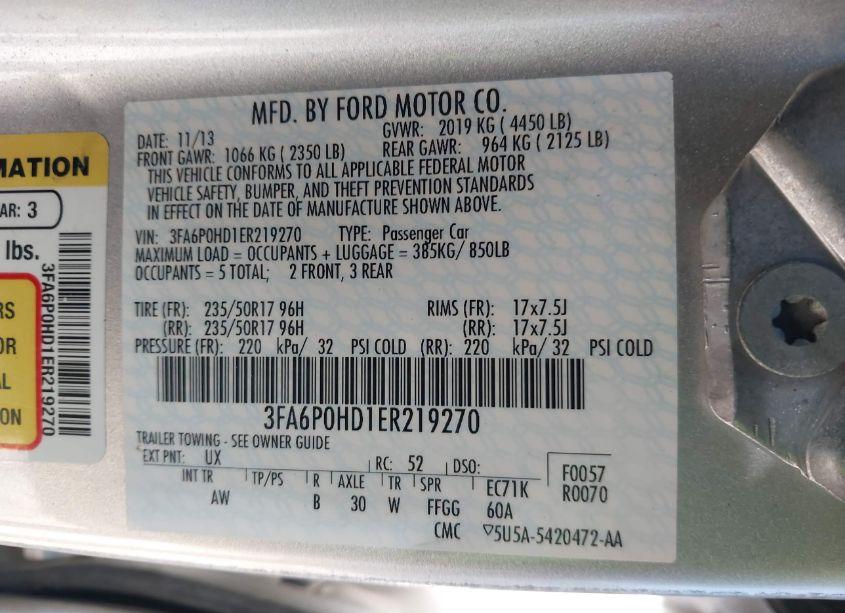 MATION
AR: 3
lbs.
RS
OR
AL
ION
3FA6P0HD1ER219270
MFD. BY FORD MOTOR CO.
DATE: 11/13 GVWR: 2019 KG ( 4450 LB)
FRONT GAWR: 1066 KG ( 2350 LB) REAR GAWR: 964 KG ( 2125 LB)
THIS VEHICLE CONFORMS TO ALL APPLICABLE FEDERAL MOTOR
VEHICLE SAFETY, BUMPER, AND THEFT PREVENTION STANDARDS
IN EFFECT ON THE DATE OF MANUFACTURE SHOWN ABOVE.
VIN: 3FA6P0HD1ER219270 TYPE: Passenger Car
MAXIMUM LOAD = OCCUPANTS + LUGGAGE = 385KG/ 850LB
OCCUPANTS = 5 TOTAL; 2 FRONT, 3 REAR
TIRE (FR): 235/50R17 96H RIMS (FR): 17x7.5J
(RR): 235/50R17 96H (RR): 17x7.5J
PRESSURE (FR): 220 kPa/ 32 PSI COLD (RR): 220 kPa/ 32 PSI COLD
3FA6P0HD1ER219270
TRAILER TOWING - SEE OWNER GUIDE
EXT PNT: UX RC: 52 DSO: F0057
INT TR TP/PS R AXLE TR SPR EC71K R0070
AW B 30 W FFGG 60A
CMC ▽5U5A-5420472-AA